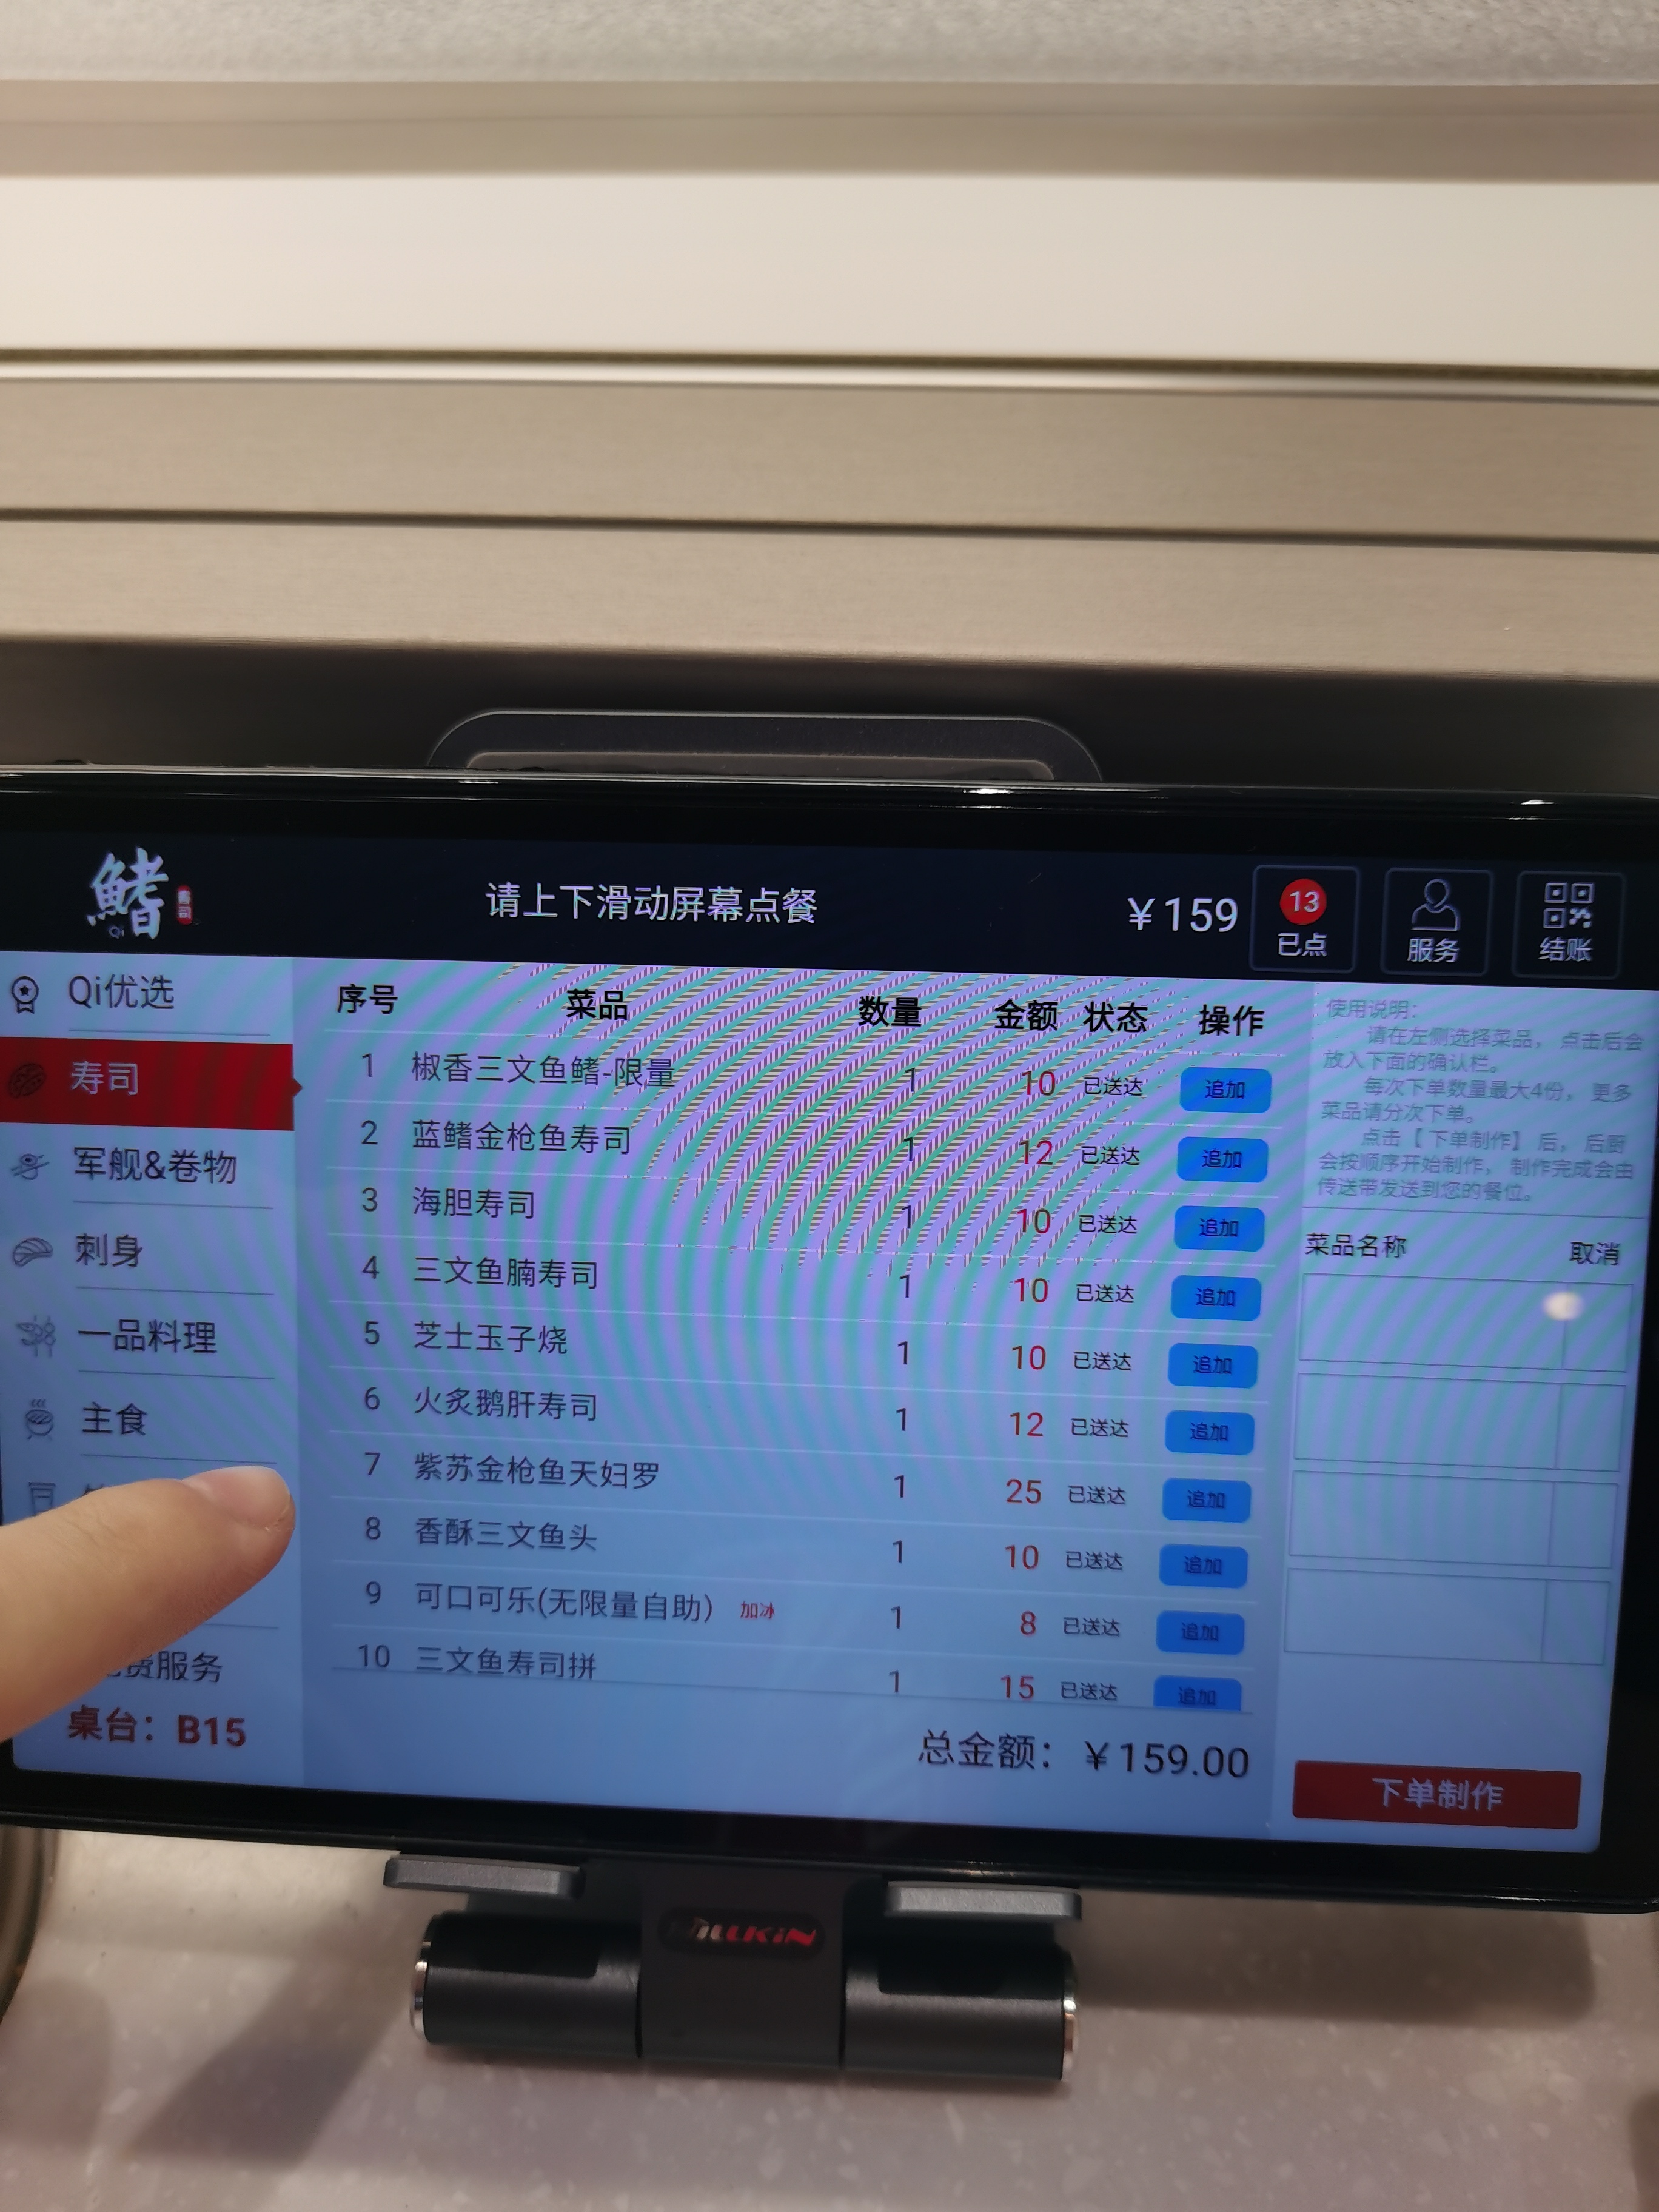 鰭
Qi
寿司
请上下滑动屏幕点餐
￥159
13
已点
服务
结账
Qi优选
寿司
军舰&卷物
刺身
一品料理
主食
费服务
桌台：B15
序号 菜品 数量 金额 状态 操作
1 椒香三文鱼鳍-限量 1 10 已送达 追加
2 蓝鳍金枪鱼寿司 1 12 已送达 追加
3 海胆寿司 1 10 已送达 追加
4 三文鱼腩寿司 1 10 已送达 追加
5 芝士玉子烧 1 10 已送达 追加
6 火炙鹅肝寿司 1 12 已送达 追加
7 紫苏金枪鱼天妇罗 1 25 已送达 追加
8 香酥三文鱼头 1 10 已送达 追加
9 可口可乐(无限量自助) 加冰 1 8 已送达 追加
10 三文鱼寿司拼 1 15 已送达 追加
总金额：￥159.00
使用说明：
请在左侧选择菜品，点击后会
放入下面的确认栏。
每次下单数量最大4份，更多
菜品请分次下单。
点击【下单制作】后，后厨
会按顺序开始制作，制作完成会由
传送带发送到您的餐位。
菜品名称 取消
下单制作
NILLKIN